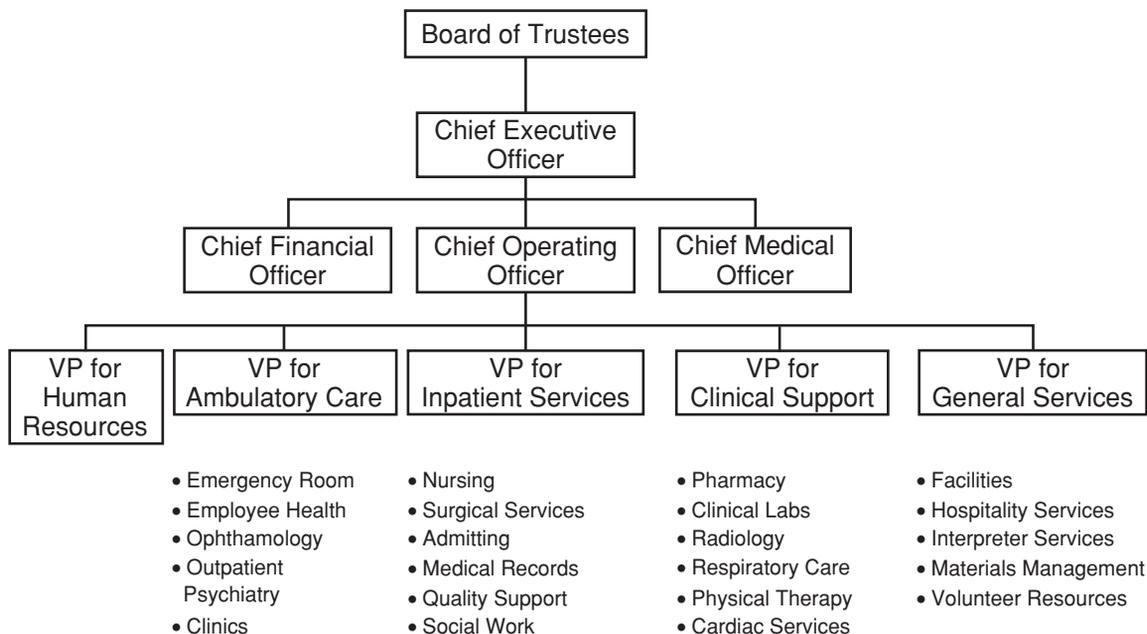 Board of Trustees
Chief Executive
Officer
Chief Financial
Officer
Chief Operating
Officer
Chief Medical
Officer
VP for
Human
Resources
VP for
Ambulatory Care
VP for
Inpatient Services
VP for
Clinical Support
VP for
General Services
• Emergency Room
• Employee Health
• Ophthamology
• Outpatient
Psychiatry
• Clinics
• Nursing
• Surgical Services
• Admitting
• Medical Records
• Quality Support
• Social Work
• Pharmacy
• Clinical Labs
• Radiology
• Respiratory Care
• Physical Therapy
• Cardiac Services
• Facilities
• Hospitality Services
• Interpreter Services
• Materials Management
• Volunteer Resources